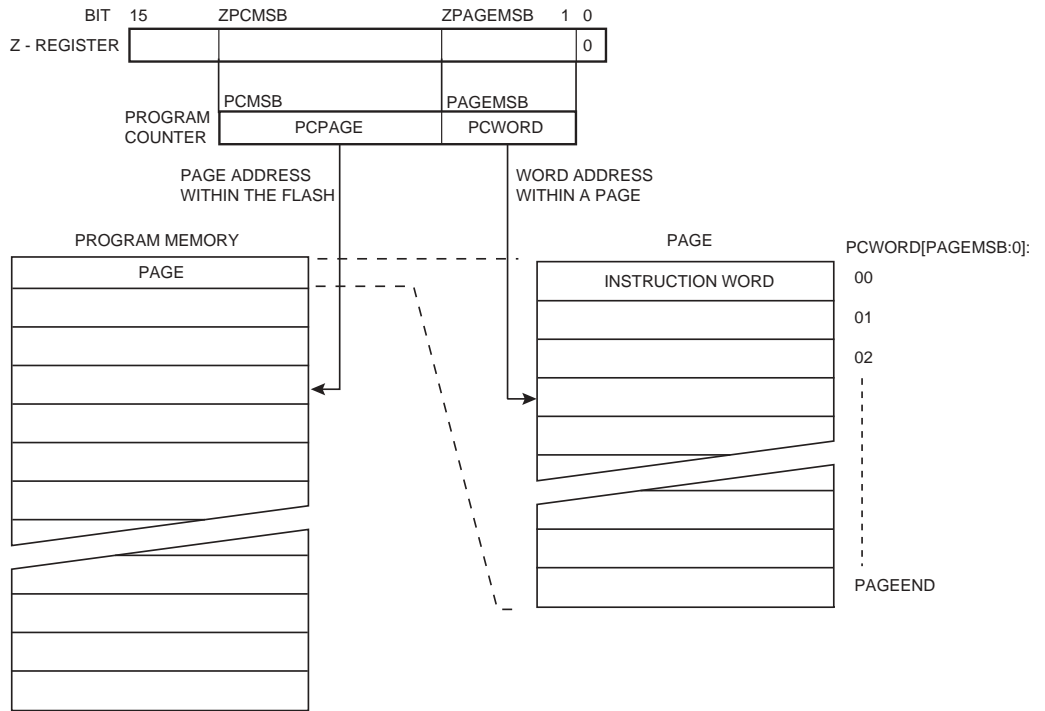 BIT 15 ZPCMSB ZPAGEMSB 1 0
Z - REGISTER 0
PCMSB PAGEMSB
PROGRAM
COUNTER
PCPAGE PCWORD
PAGE ADDRESS
WITHIN THE FLASH
WORD ADDRESS
WITHIN A PAGE
PROGRAM MEMORY
PAGE
PAGE
INSTRUCTION WORD
PCWORD[PAGEMSB:0]:
00
01
02
PAGEEND